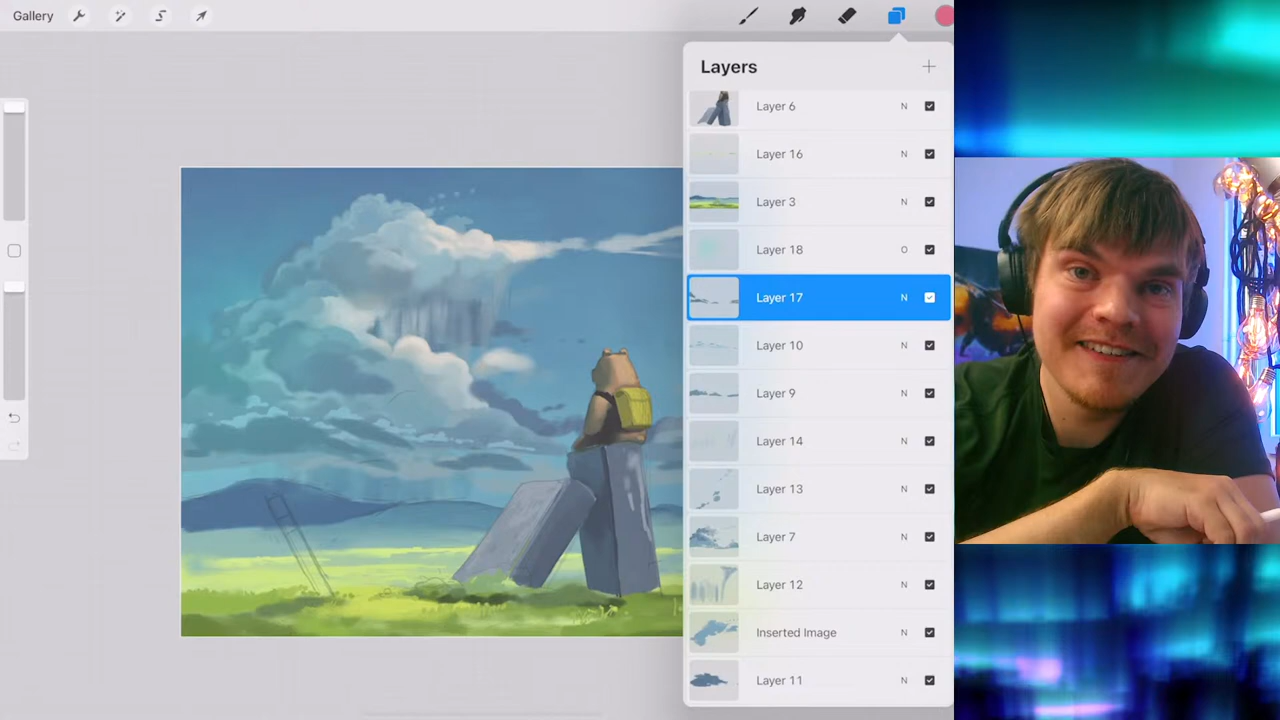 Gallery
Layers
Layer 6 N
Layer 16 N
Layer 3 N
Layer 18 O
Layer 17 N
Layer 10 N
Layer 9 N
Layer 14 N
Layer 13 N
Layer 7 N
Layer 12 N
Inserted Image N
Layer 11 N